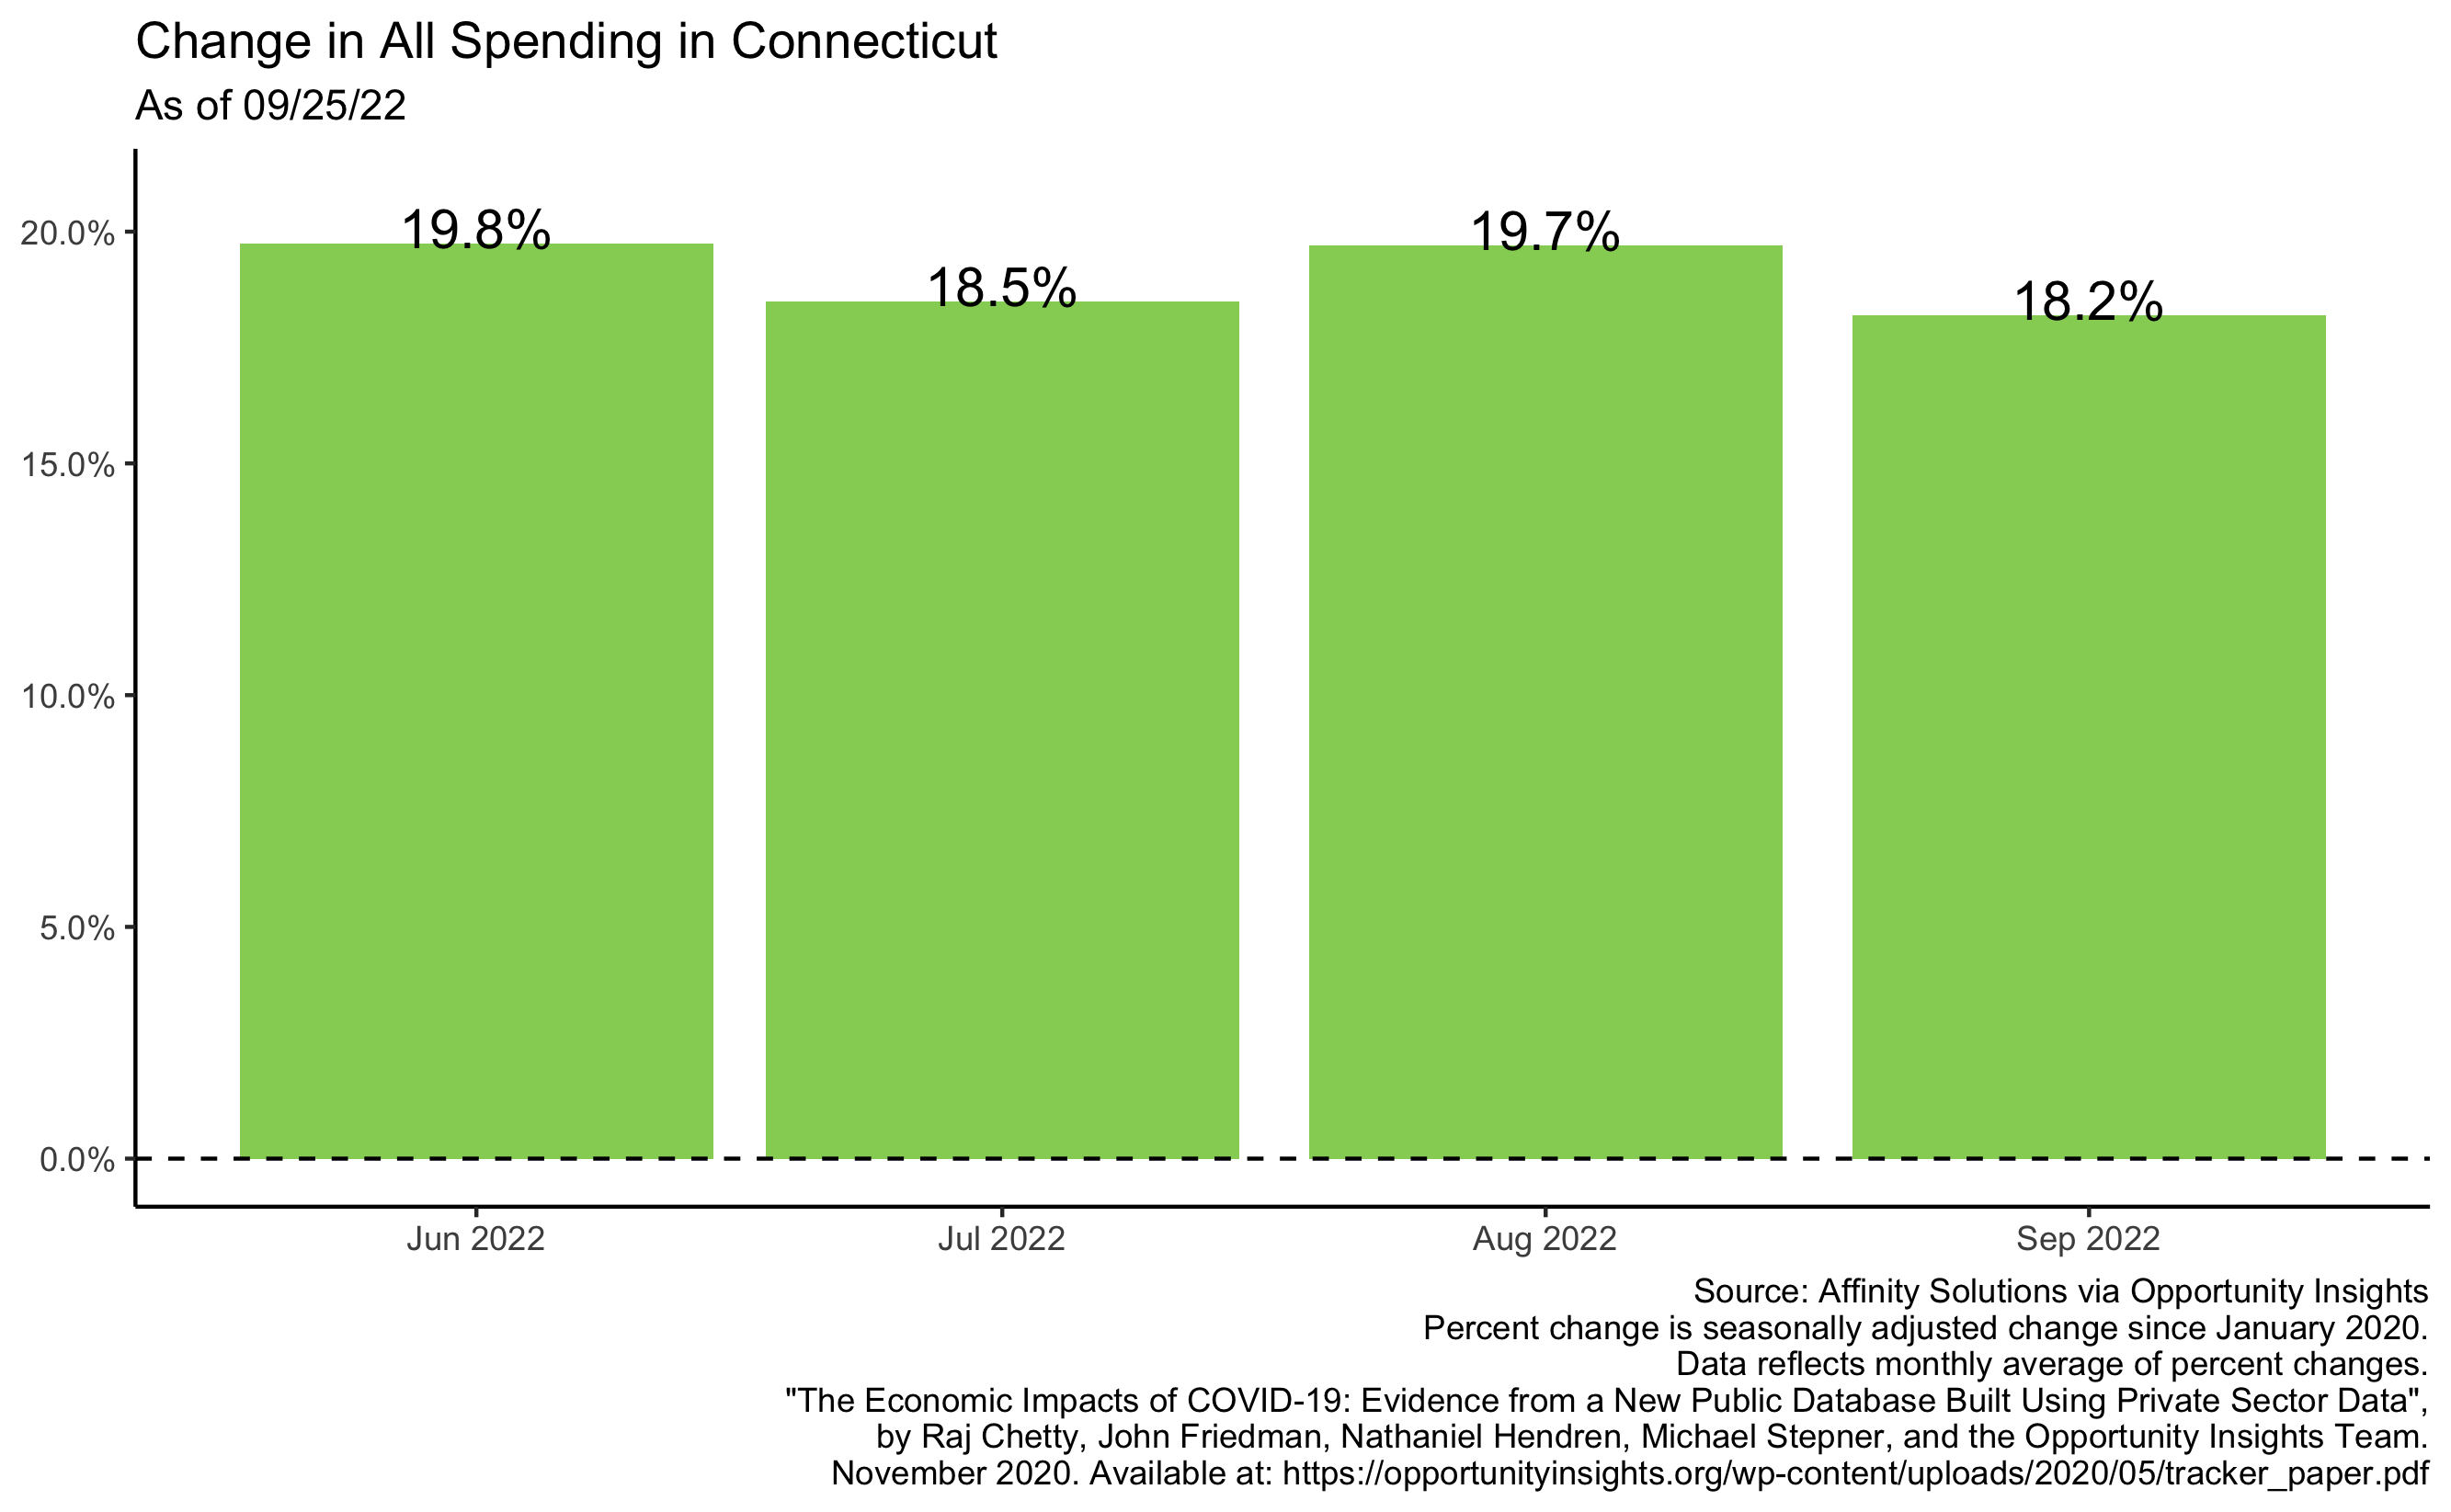 Change in All Spending in Connecticut
As of 09/25/22
20.0%
15.0%
10.0%
5.0%
0.0%
19.8%
18.5%
19.7%
18.2%
Jun 2022
Jul 2022
Aug 2022
Sep 2022
Source: Affinity Solutions via Opportunity Insights
Percent change is seasonally adjusted change since January 2020.
Data reflects monthly average of percent changes.
"The Economic Impacts of COVID-19: Evidence from a New Public Database Built Using Private Sector Data",
by Raj Chetty, John Friedman, Nathaniel Hendren, Michael Stepner, and the Opportunity Insights Team.
November 2020. Available at: https://opportunityinsights.org/wp-content/uploads/2020/05/tracker_paper.pdf